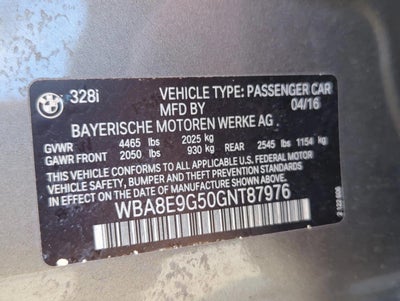 BMW
328i
VEHICLE TYPE: PASSENGER CAR
MFD BY 04/16
BAYERISCHE MOTOREN WERKE AG
GVWR 4465 lbs 2025 kg
GAWR FRONT 2050 lbs 930 kg REAR 2545 lbs 1154 kg
THIS VEHICLE CONFORMS TO ALL APPLICABLE
FEDERAL MOTOR VEHICLE SAFETY, BUMPER,
AND THEFT PREVENTION STANDARDS
IN EFFECT ON THE DATE OF
MANUFACTURE SHOWN ABOVE.
WBA8E9G50GNT87976